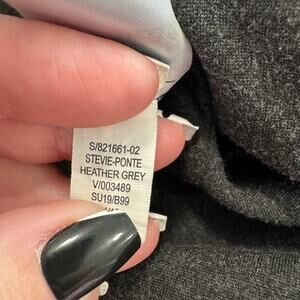 S/821661-02
STEVIE-PONTE
HEATHER GREY
V/003489
SU19/B99